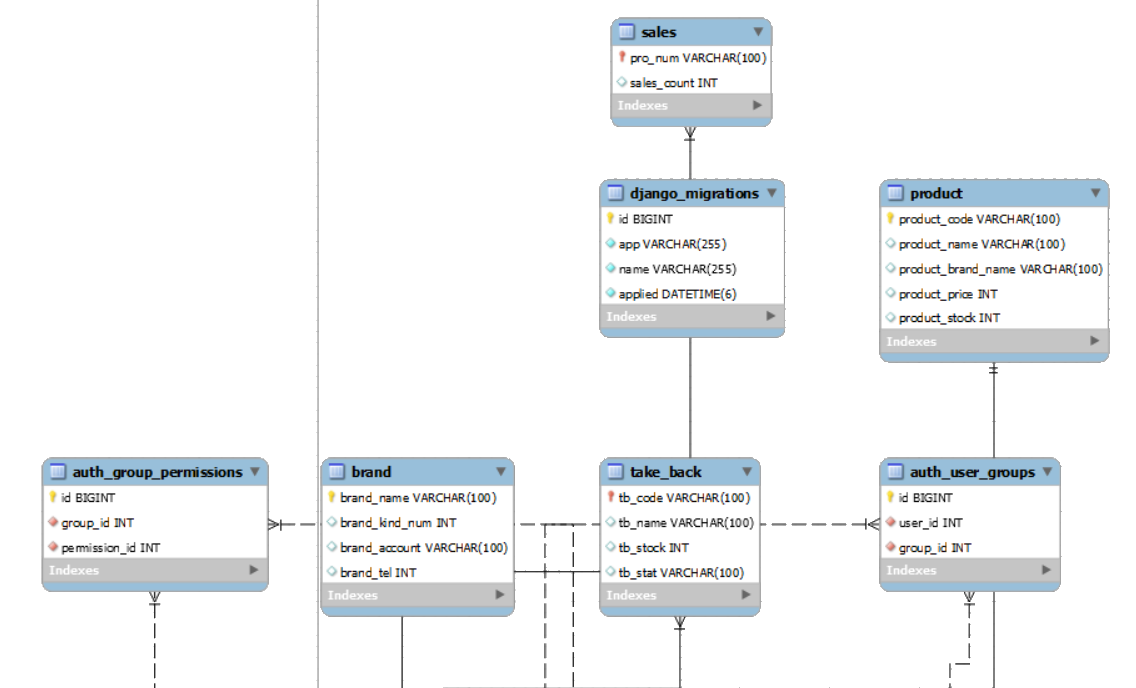 sales
pro_num VARCHAR(100)
sales_count INT
Indexes
django_migrations
id BIGINT
app VARCHAR(255)
name VARCHAR(255)
applied DATETIME(6)
Indexes
product
product_code VARCHAR(100)
product_name VARCHAR(100)
product_brand_name VARCHAR(100)
product_price INT
product_stock INT
Indexes
auth_group_permissions
id BIGINT
group_id INT
permission_id INT
Indexes
brand
brand_name VARCHAR(100)
brand_kind_num INT
brand_account VARCHAR(100)
brand_tel INT
Indexes
take_back
tb_code VARCHAR(100)
tb_name VARCHAR(100)
tb_stock INT
tb_stat VARCHAR(100)
Indexes
auth_user_groups
id BIGINT
user_id INT
group_id INT
Indexes